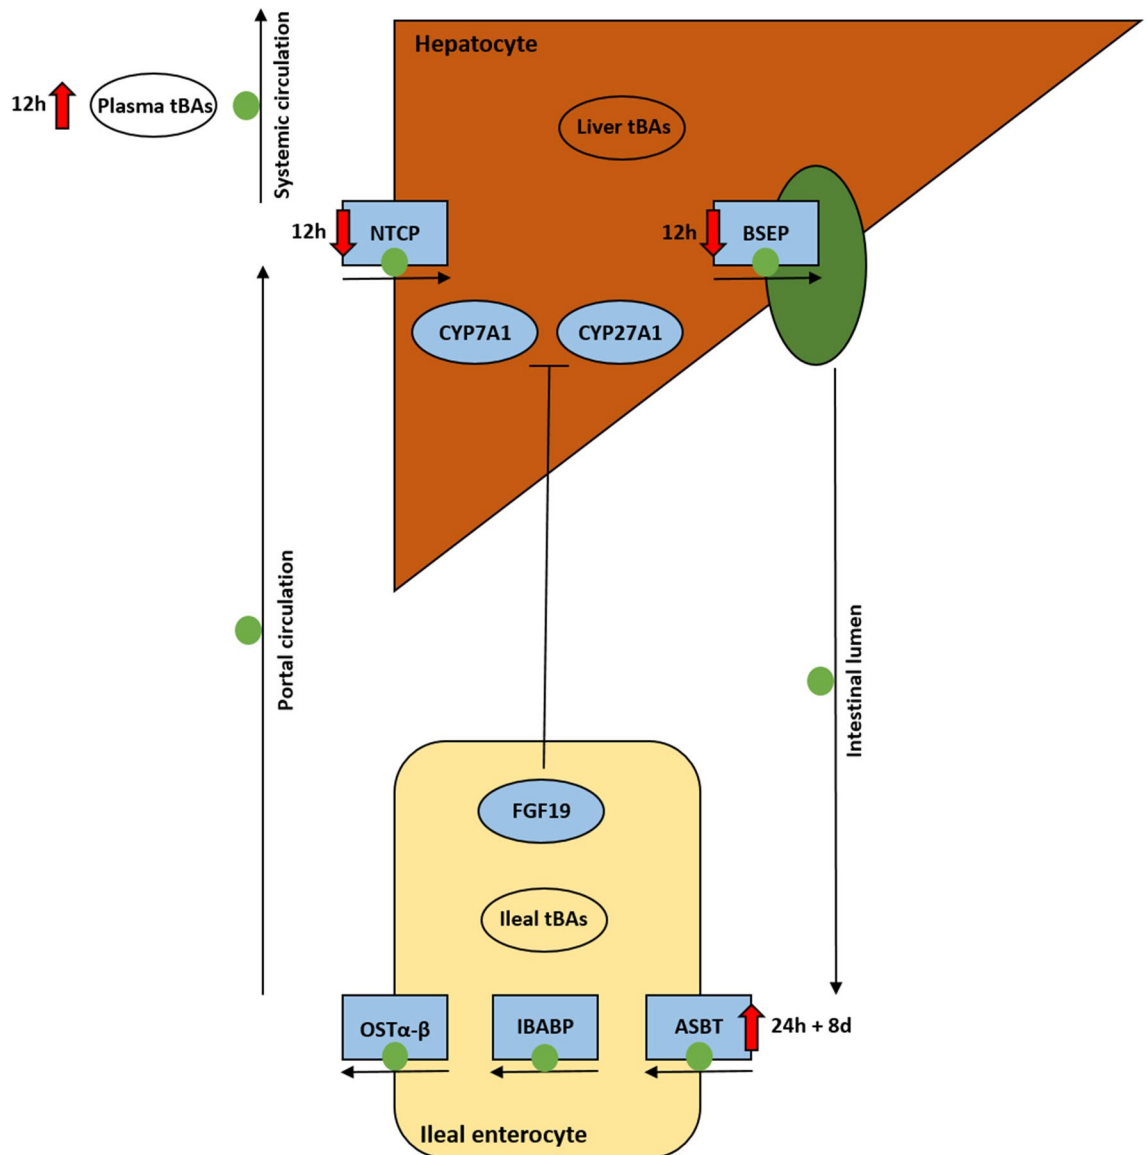 Hepatocyte
Systemic circulation
12h
Plasma tBAs
Liver tBAs
12h
NTCP
12h
BSEP
CYP7A1
CYP27A1
Portal circulation
Intestinal lumen
FGF19
Ileal tBAs
OSTα-β
IBABP
ASBT
24h + 8d
Ileal enterocyte